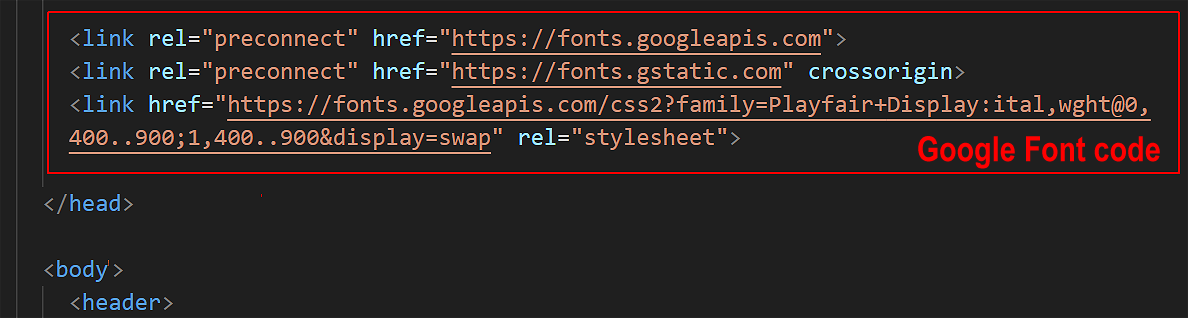 <link rel="preconnect" href="https://fonts.googleapis.com">
<link rel="preconnect" href="https://fonts.gstatic.com" crossorigin>
<link href="https://fonts.googleapis.com/css2?family=Playfair+Display:ital,wght@0,
400..900;1,400..900&display=swap" rel="stylesheet">
Google Font code
</head>
<body>
<header>